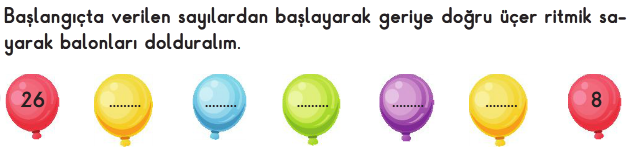 Başlangıçta verilen sayılardan başlayarak geriye doğru üçer ritmik sa-
yarak balonları dolduralım.
26 ........ ........ ........ ........ ........ 8